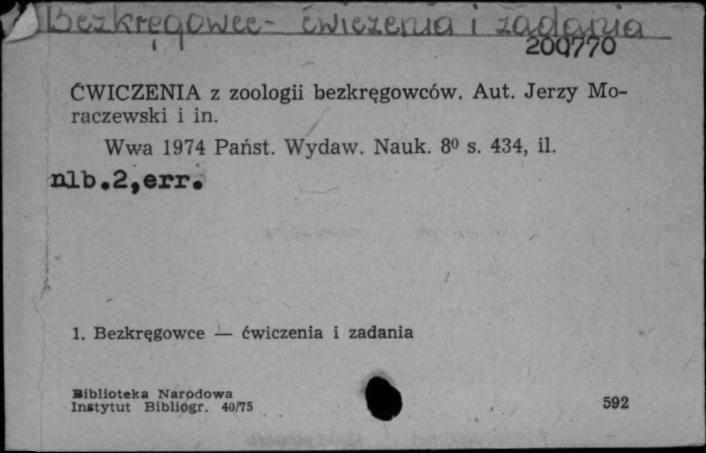 Bezkręgowce - ćwiczenia i zadania
200770
ĆWICZENIA z zoologii bezkręgowców. Aut. Jerzy Mo-
raczewski i in.
Wwa 1974 Państ. Wydaw. Nauk. 8⁰ s. 434, il.
nlb.2,err.
1. Bezkręgowce — ćwiczenia i zadania
Biblioteka Narodowa
Instytut Bibliogr. 40/75
592